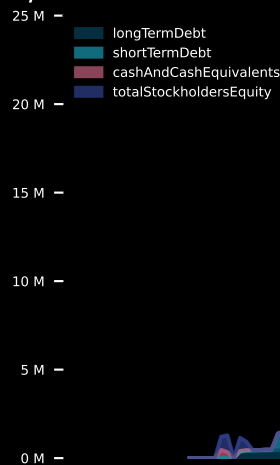 25 M
longTermDebt
shortTermDebt
cashAndCashEquivalents
totalStockholdersEquity
20 M
15 M
10 M
5 M
0 M